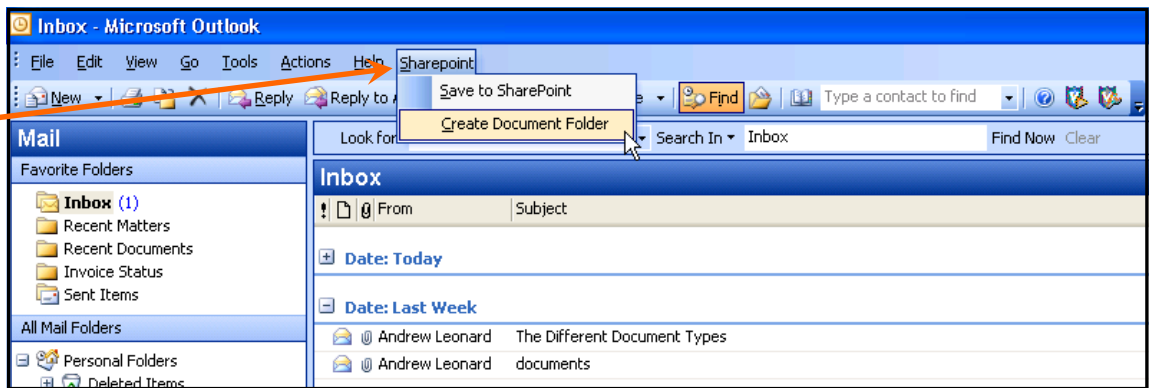 Inbox - Microsoft Outlook
File Edit View Go Tools Actions Help Sharepoint
New Reply Reply to Find Type a contact to find
Save to SharePoint
Create Document Folder
Mail Look for Search In Inbox Find Now Clear
Favorite Folders
Inbox
Inbox (1)
From Subject
Recent Matters
Recent Documents
Date: Today
Invoice Status
Sent Items
Date: Last Week
All Mail Folders
Andrew Leonard The Different Document Types
Personal Folders
Andrew Leonard documents
Deleted Items